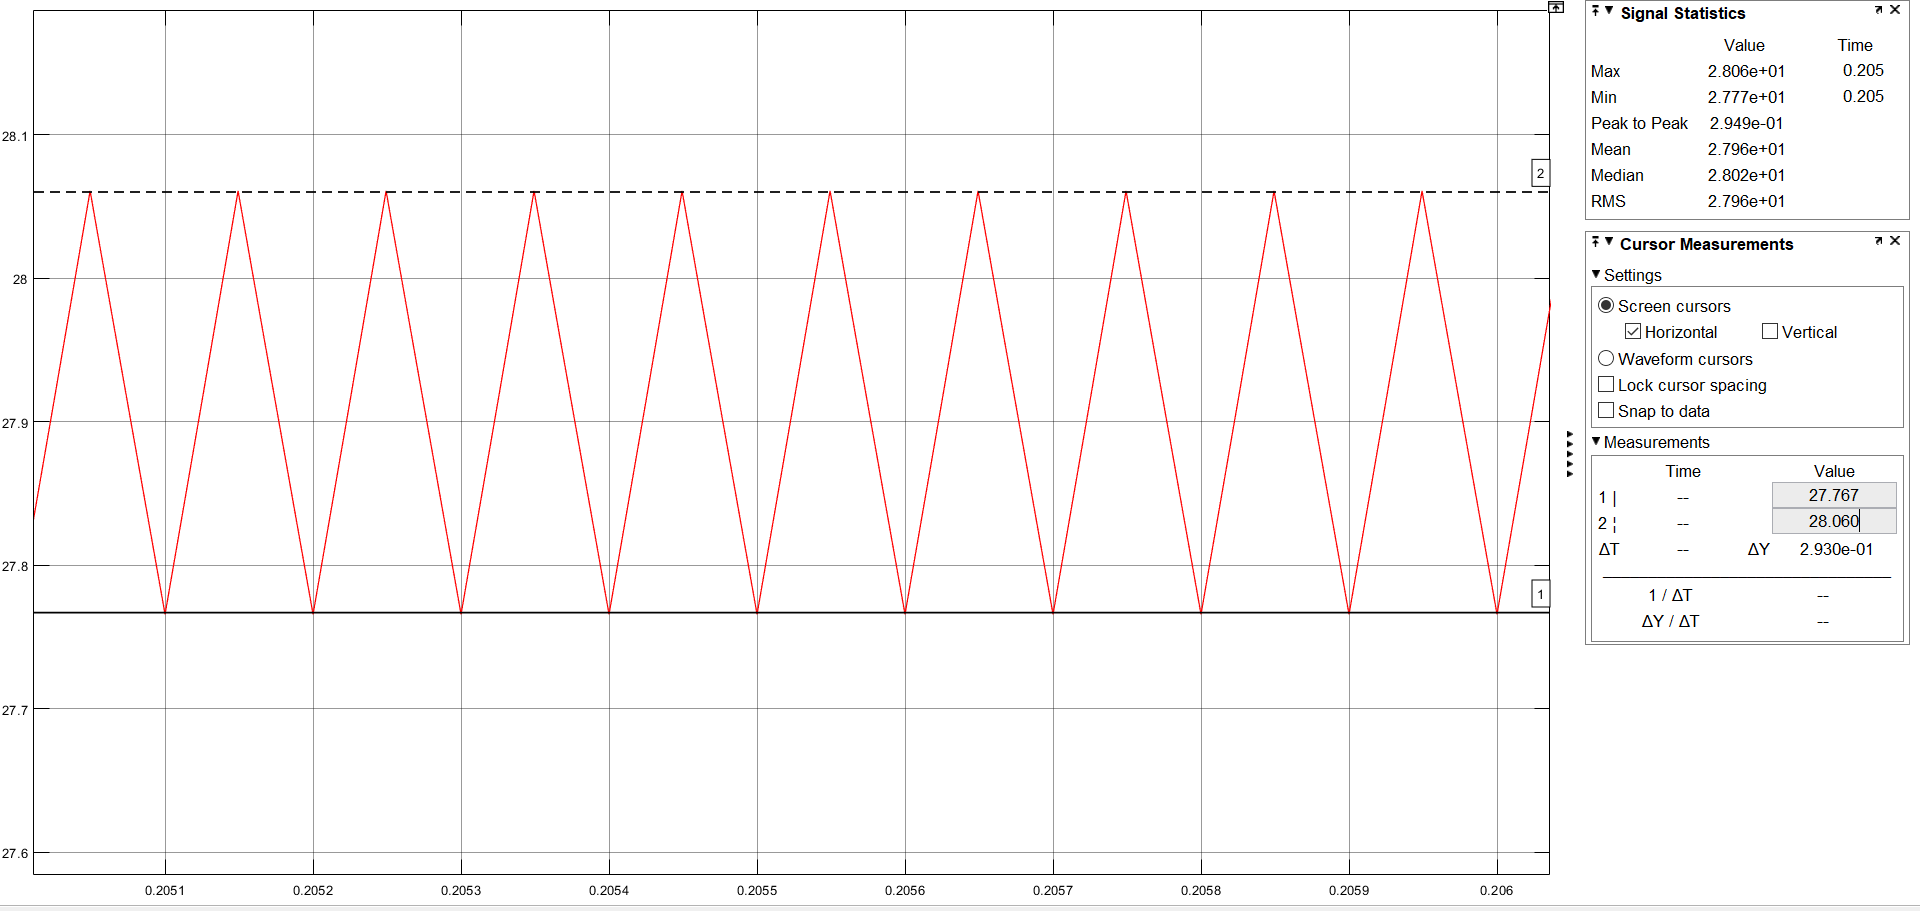 28.1
28
27.9
27.8
27.7
27.6
0.2051 0.2052 0.2053 0.2054 0.2055 0.2056 0.2057 0.2058 0.2059 0.206
2
1
Signal Statistics
Value Time
Max 2.806e+01 0.205
Min 2.777e+01 0.205
Peak to Peak 2.949e-01
Mean 2.796e+01
Median 2.802e+01
RMS 2.796e+01
Cursor Measurements
Settings
Screen cursors
Horizontal Vertical
Waveform cursors
Lock cursor spacing
Snap to data
Measurements
Time Value
1 | -- 27.767
2 ¦ -- 28.060
ΔT -- ΔY 2.930e-01
1 / ΔT --
ΔY / ΔT --